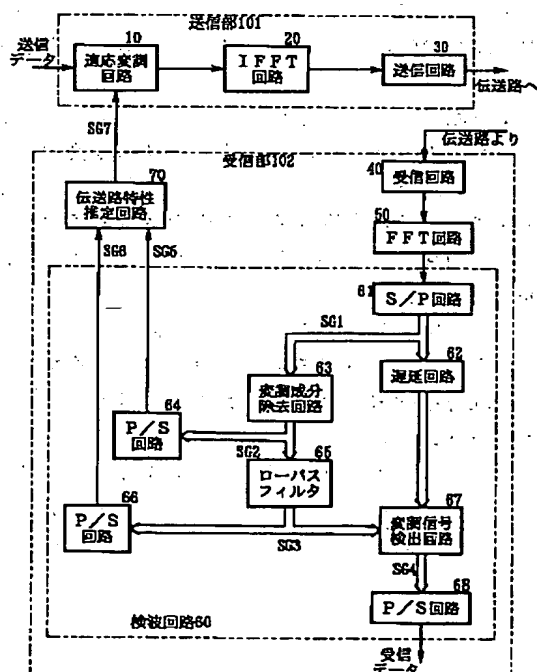 送信部101
送信
データ
10
適応変調
回路
20
IFFT
回路
30
送信回路
伝送路へ
SG7
伝送路より
受信部102
40
受信回路
70
伝送路特性
推定回路
50
FFT回路
SG6
SG5
61
S/P回路
SG1
62
遅延回路
63
変調成分
除去回路
64
P/S
回路
SG2
65
ローパス
フィルタ
66
P/S
回路
67
変調信号
検出回路
SG3
SG4
68
P/S回路
検波回路60
受信
データ